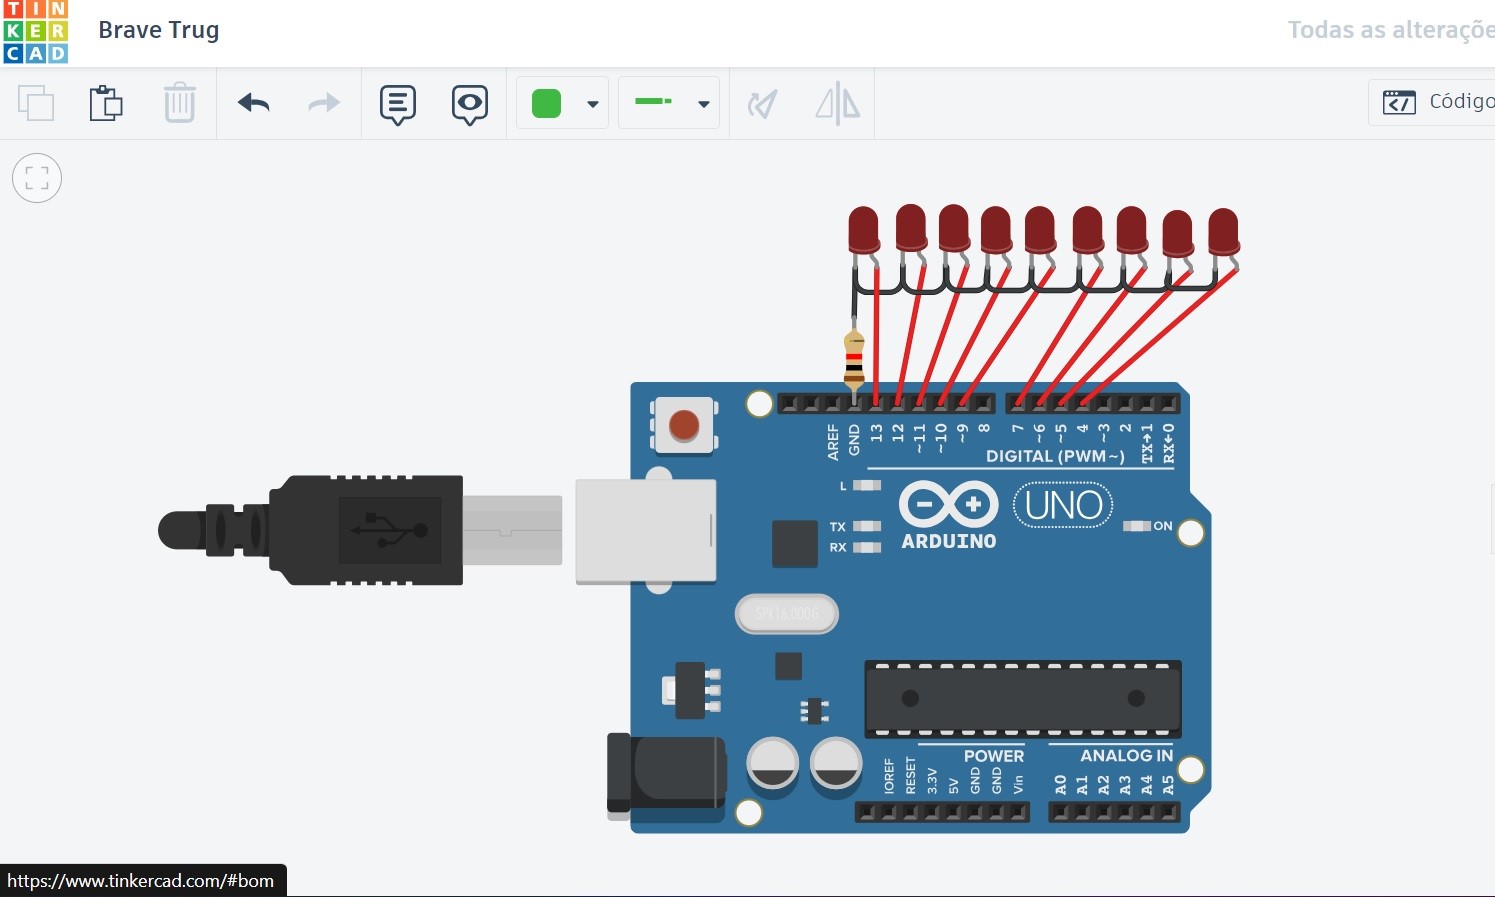 TIN
KER
CAD
Brave Trug
Todas as alteraçõe
Código
AREF
GND
13
12
~11
~10
~9
8
7
~6
~5
4
~3
2
TX→1
RX←0
DIGITAL (PWM~)
L
TX
RX
UNO
ON
ARDUINO
SPK16.000G
POWER
ANALOG IN
IOREF
RESET
3.3V
5V
GND
GND
Vin
A0
A1
A2
A3
A4
A5
https://www.tinkercad.com/#bom